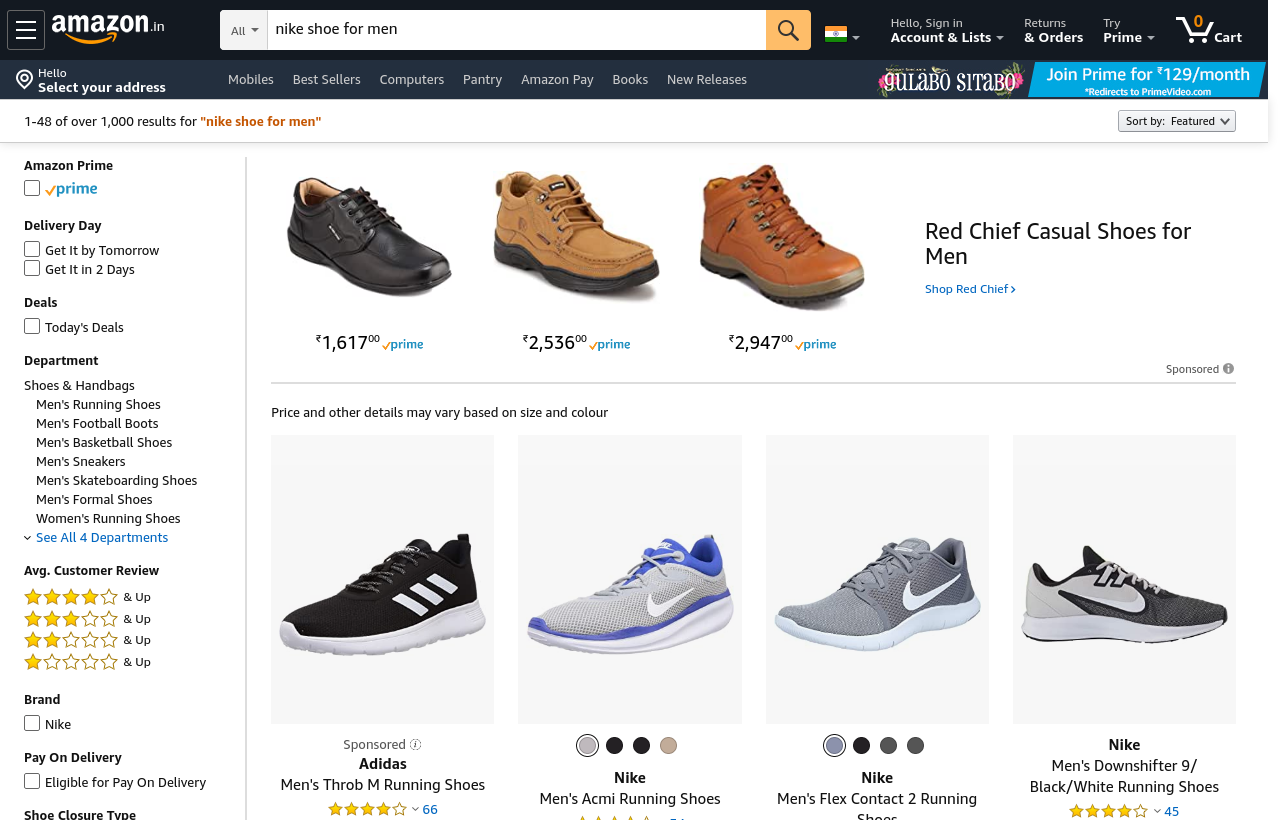 amazon.in
All
nike shoe for men
Hello, Sign in
Account & Lists
Returns
& Orders
Try
Prime
0
Cart
Hello
Select your address
Mobiles
Best Sellers
Computers
Pantry
Amazon Pay
Books
New Releases
GULABO SITABO
Join Prime for ₹129/month
*Redirects to PrimeVideo.com
1-48 of over 1,000 results for "nike shoe for men"
Sort by: Featured
Amazon Prime
prime
Delivery Day
Get It by Tomorrow
Get It in 2 Days
Deals
Today's Deals
Department
Shoes & Handbags
Men's Running Shoes
Men's Football Boots
Men's Basketball Shoes
Men's Sneakers
Men's Skateboarding Shoes
Men's Formal Shoes
Women's Running Shoes
See All 4 Departments
Avg. Customer Review
& Up
& Up
& Up
& Up
Brand
Nike
Pay On Delivery
Eligible for Pay On Delivery
Shoe Closure Type
₹1,61700 prime
₹2,53600 prime
₹2,94700 prime
Red Chief Casual Shoes for
Men
Shop Red Chief
Sponsored
Price and other details may vary based on size and colour
Sponsored
Adidas
Men's Throb M Running Shoes
66
Nike
Men's Acmi Running Shoes
Nike
Men's Flex Contact 2 Running
Shoes
Nike
Men's Downshifter 9/
Black/White Running Shoes
45